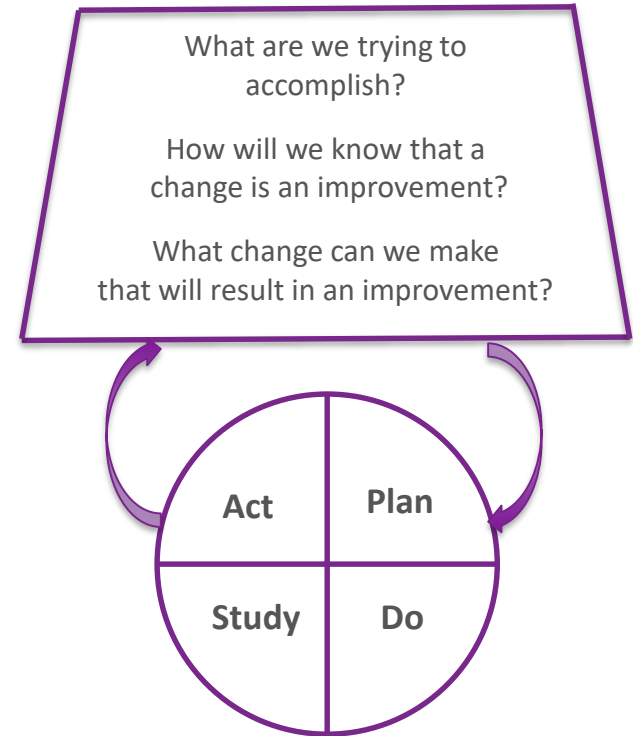 What are we trying to
accomplish?
How will we know that a
change is an improvement?
What change can we make
that will result in an improvement?
Act
Plan
Study
Do